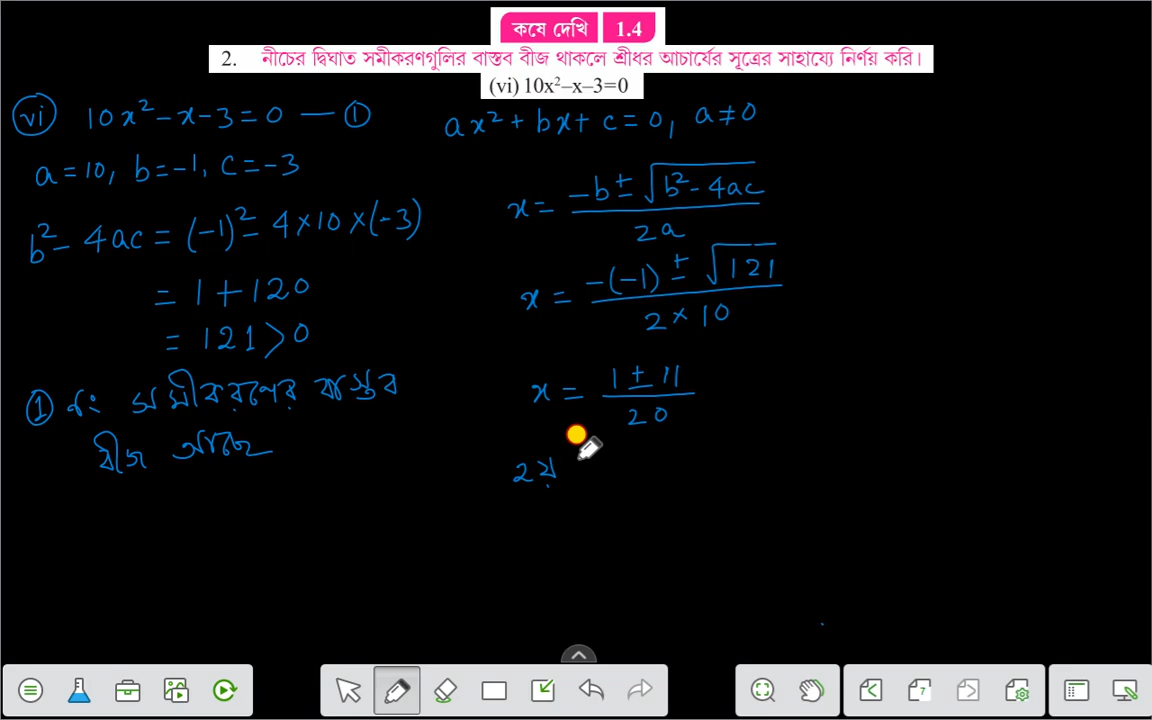 কষে দেখি 1.4
2. নীচের দ্বিঘাত সমীকরণগুলির বাস্তব বীজ থাকলে শ্রীধর আচার্যের সূত্রের সাহায্যে নির্ণয় করি।
(vi) 10x²–x–3=0
(vi) 10x² - x - 3 = 0 — ①
a = 10, b = -1, c = -3
b² - 4ac = (-1)² - 4 × 10 × (-3)
= 1 + 120
= 121 > 0
① নং সমীকরণের বাস্তব
বীজ আছে
ax² + bx + c = 0, a ≠ 0
x = -b ± √b² - 4ac
2a
x = -(-1) ± √121
2 × 10
x = 1 ± 11
20
২য়
7